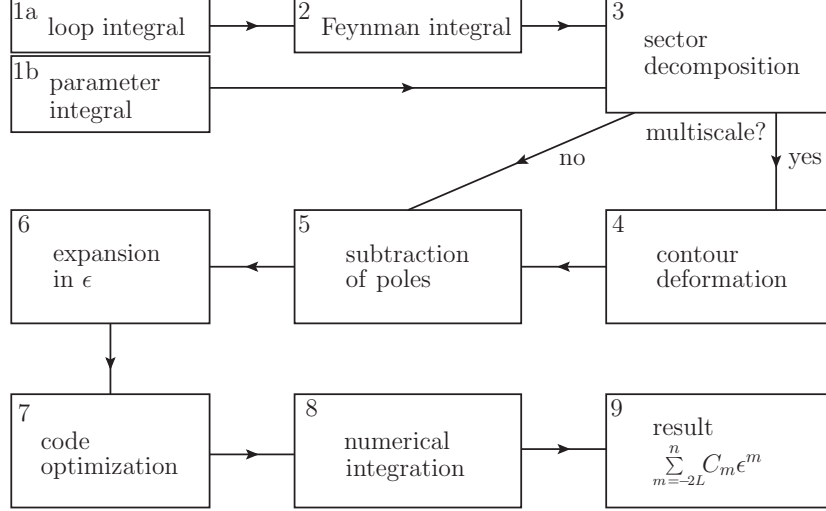 1a
loop integral
2
Feynman integral
3
sector
decomposition
1b
parameter
integral
multiscale?
no
yes
6
expansion
in ϵ
5
subtraction
of poles
4
contour
deformation
7
code
optimization
8
numerical
integration
9
result
n
∑ C_m ϵ^m
m=-2L